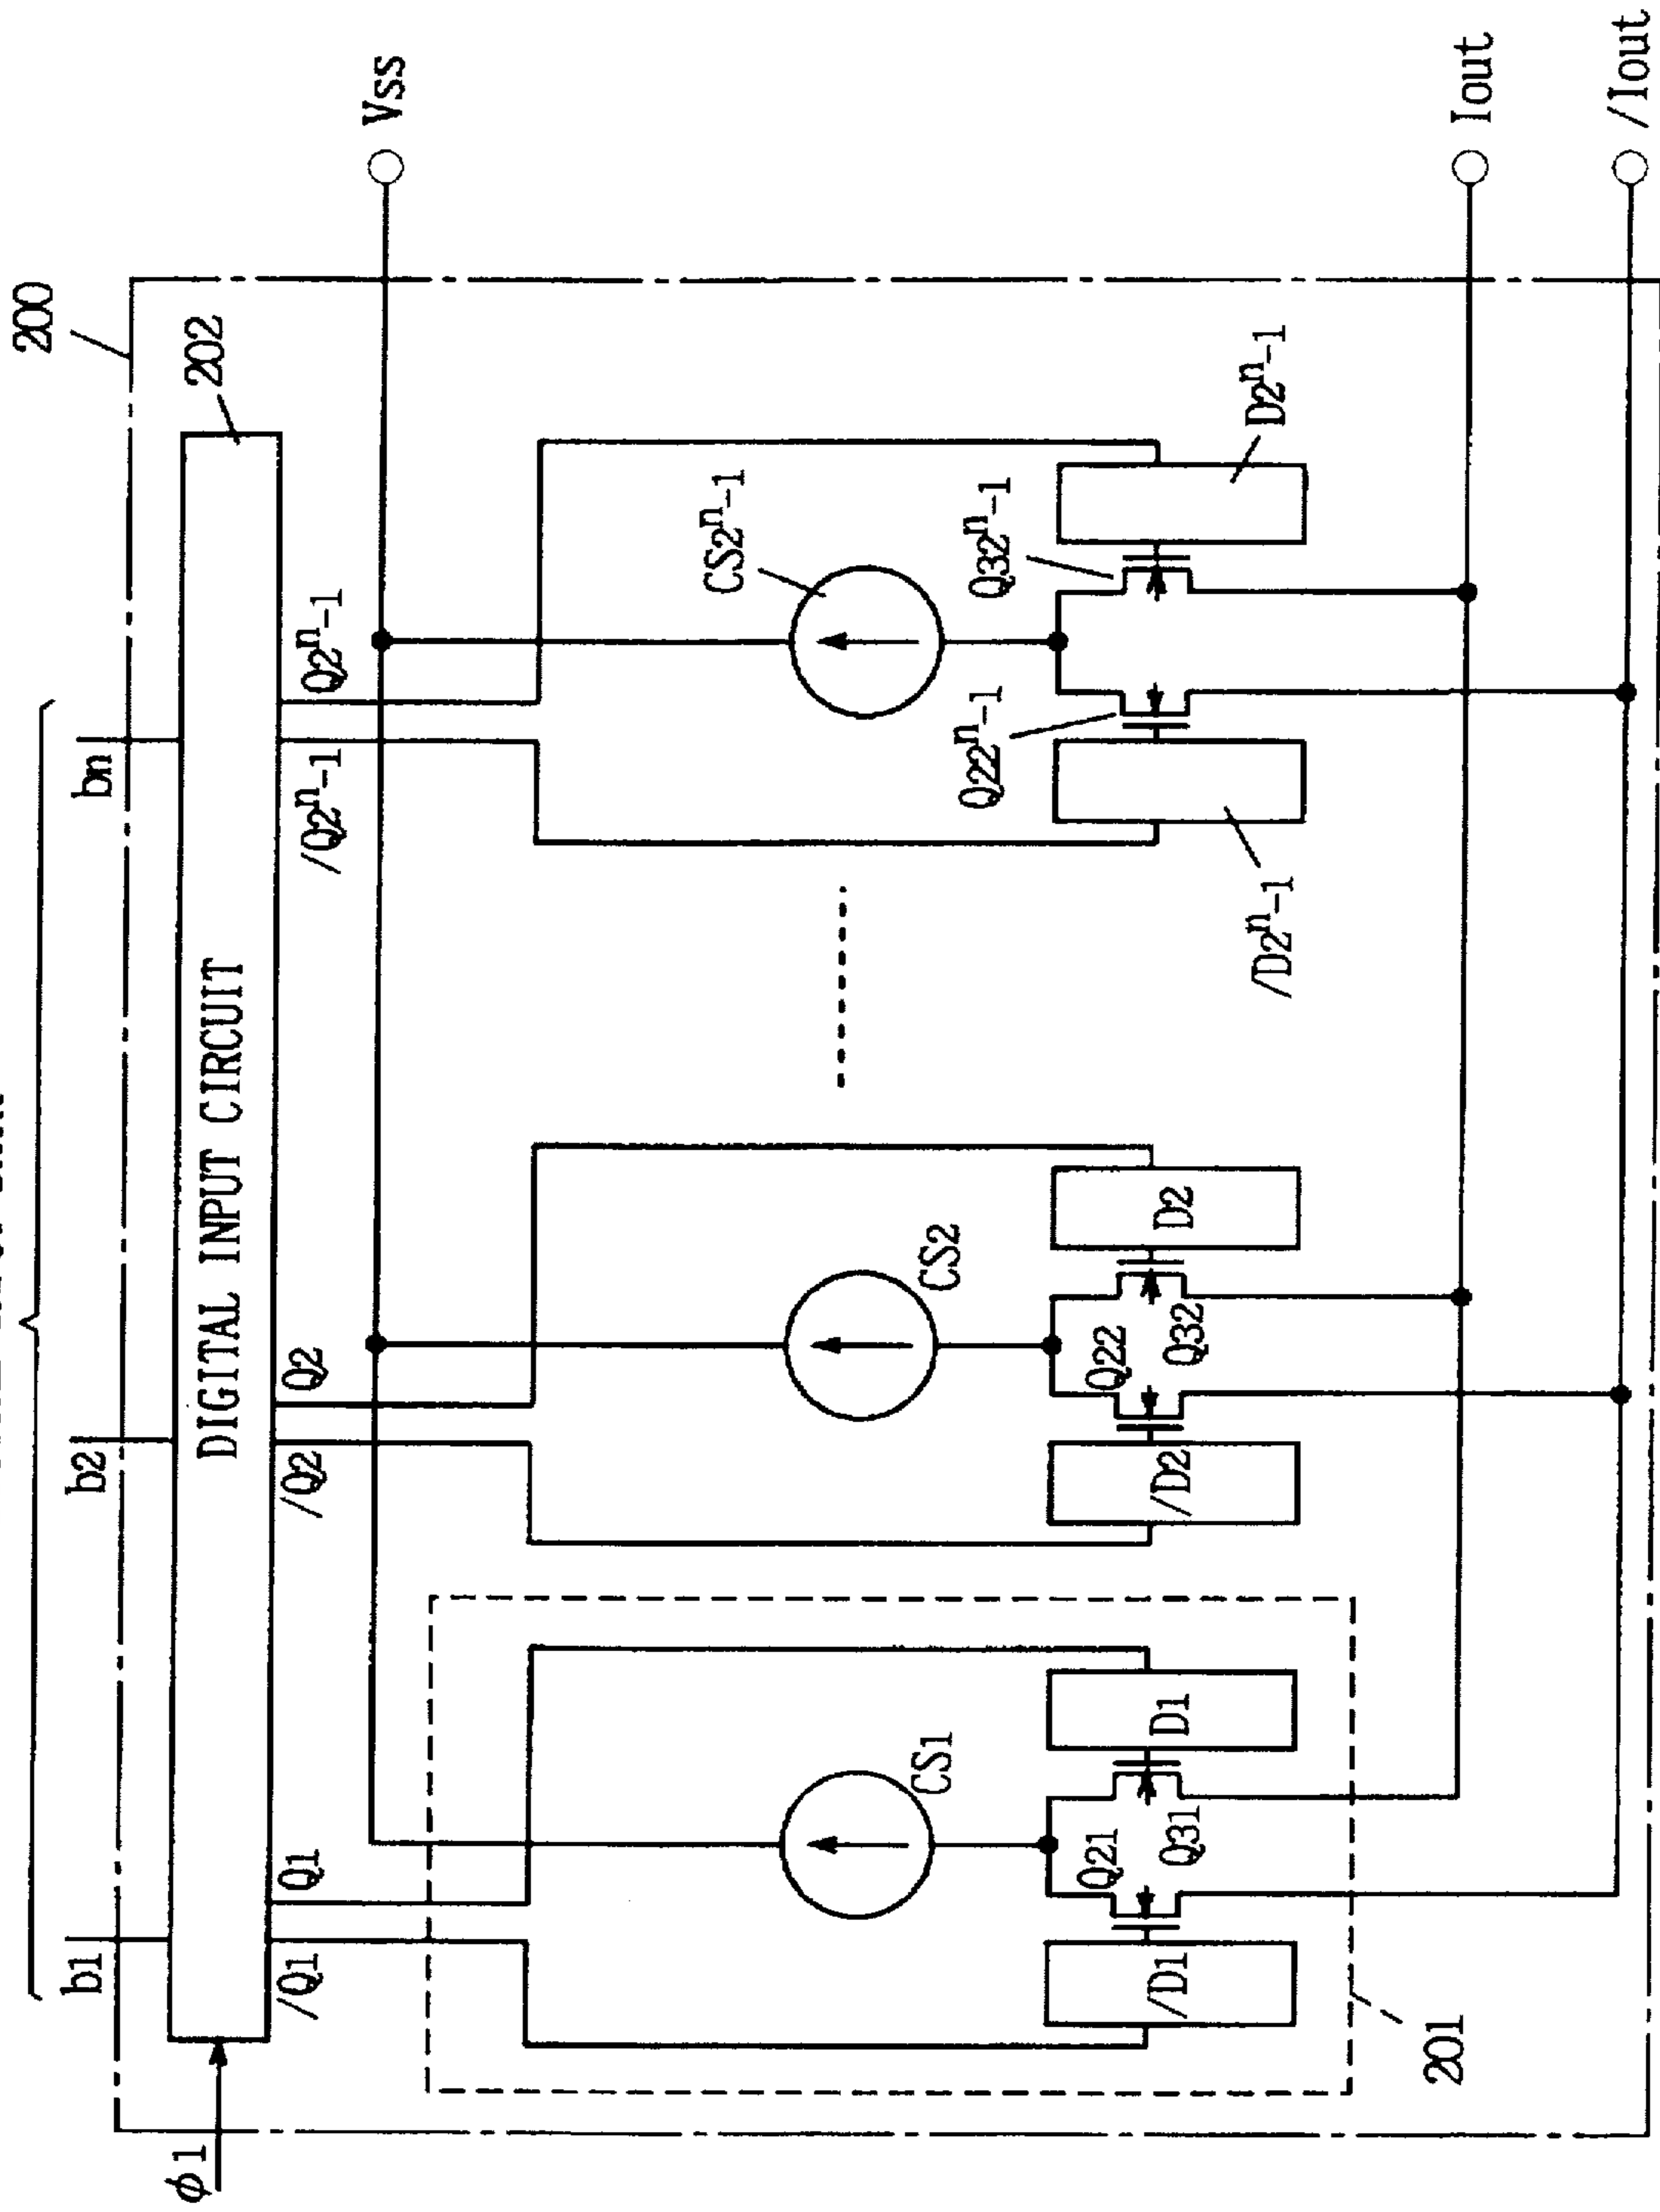 200
b1
b2
bn
202
φ1
DIGITAL INPUT CIRCUIT
/Q1
Q1
/Q2
Q2
/Q2ⁿ-1
Q2ⁿ-1
Vss
CS1
CS2
CS2ⁿ-1
Q21
Q31
Q22
Q32
Q22ⁿ-1
Q32ⁿ-1
/D1
D1
/D2
D2
/D2ⁿ-1
D2ⁿ-1
201
Iout
/Iout